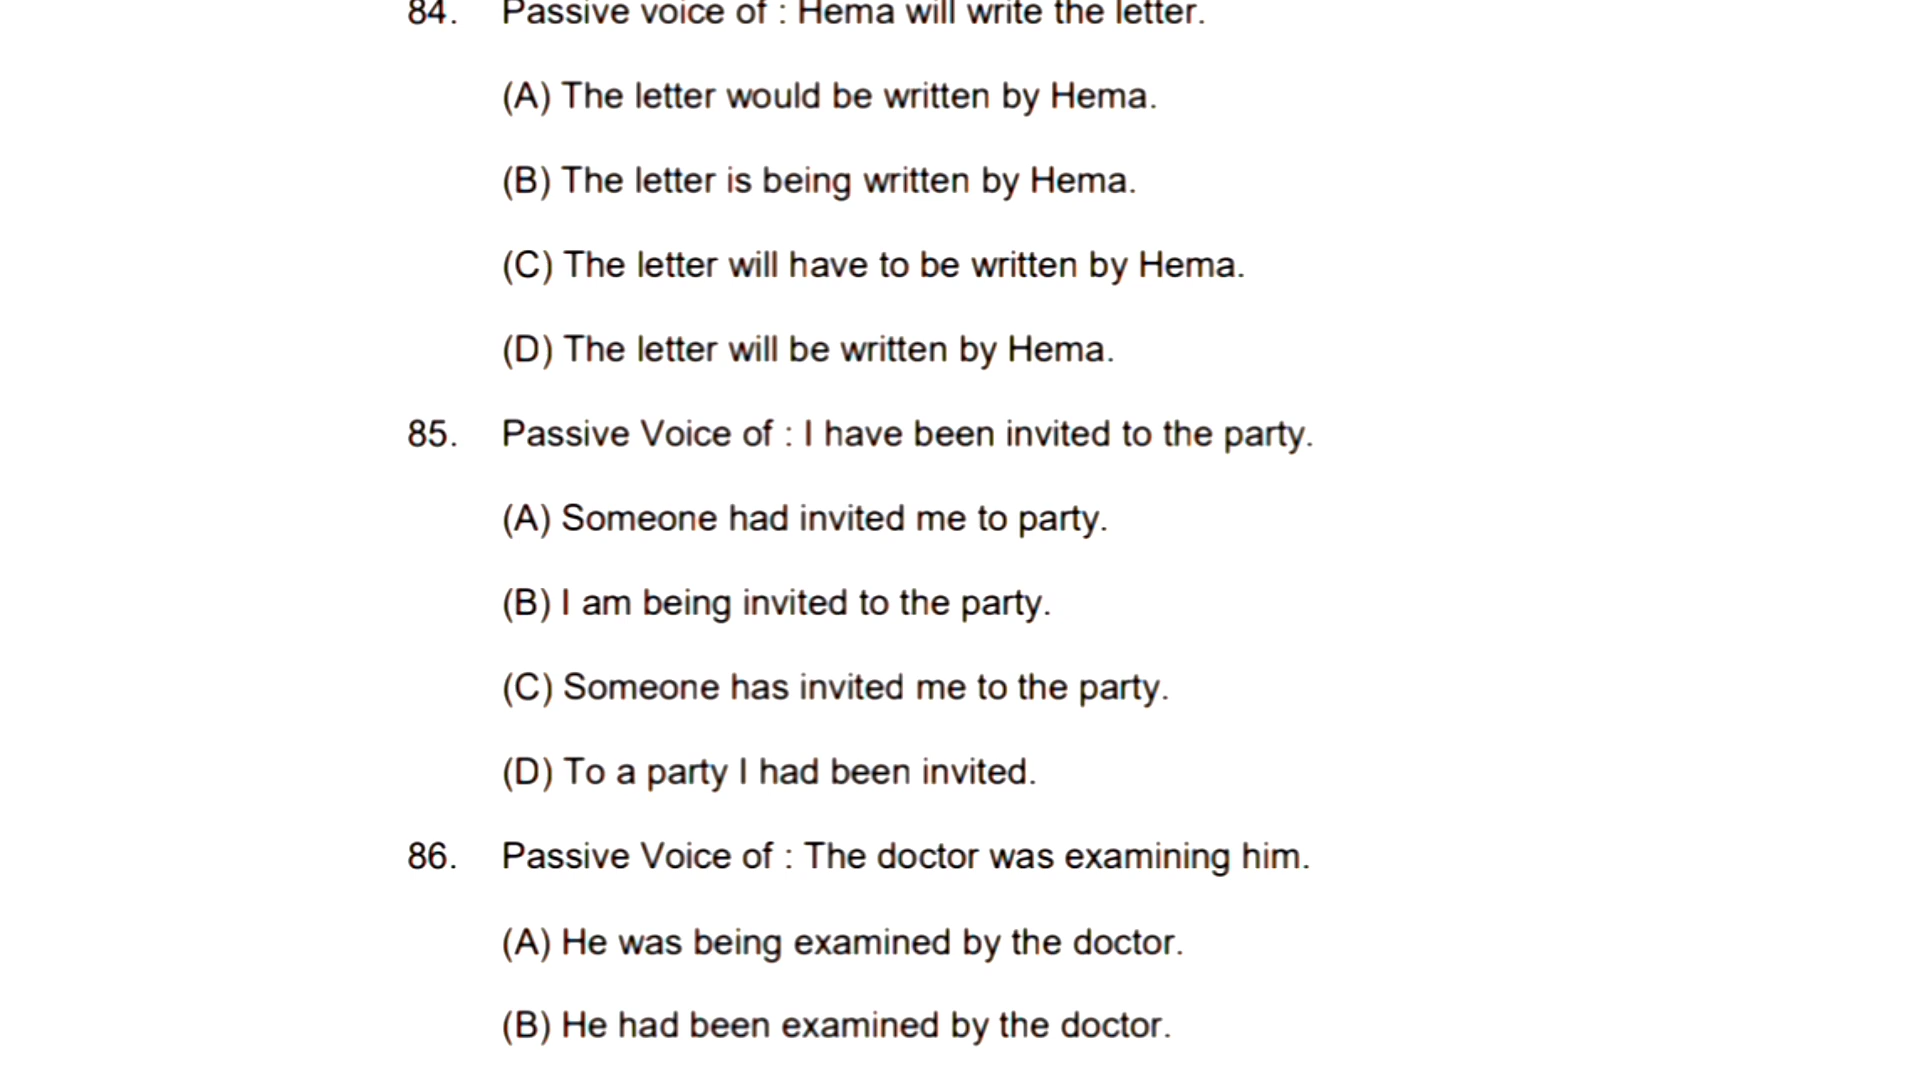 84. Passive voice of : Hema will write the letter.
(A) The letter would be written by Hema.
(B) The letter is being written by Hema.
(C) The letter will have to be written by Hema.
(D) The letter will be written by Hema.
85. Passive Voice of : I have been invited to the party.
(A) Someone had invited me to party.
(B) I am being invited to the party.
(C) Someone has invited me to the party.
(D) To a party I had been invited.
86. Passive Voice of : The doctor was examining him.
(A) He was being examined by the doctor.
(B) He had been examined by the doctor.